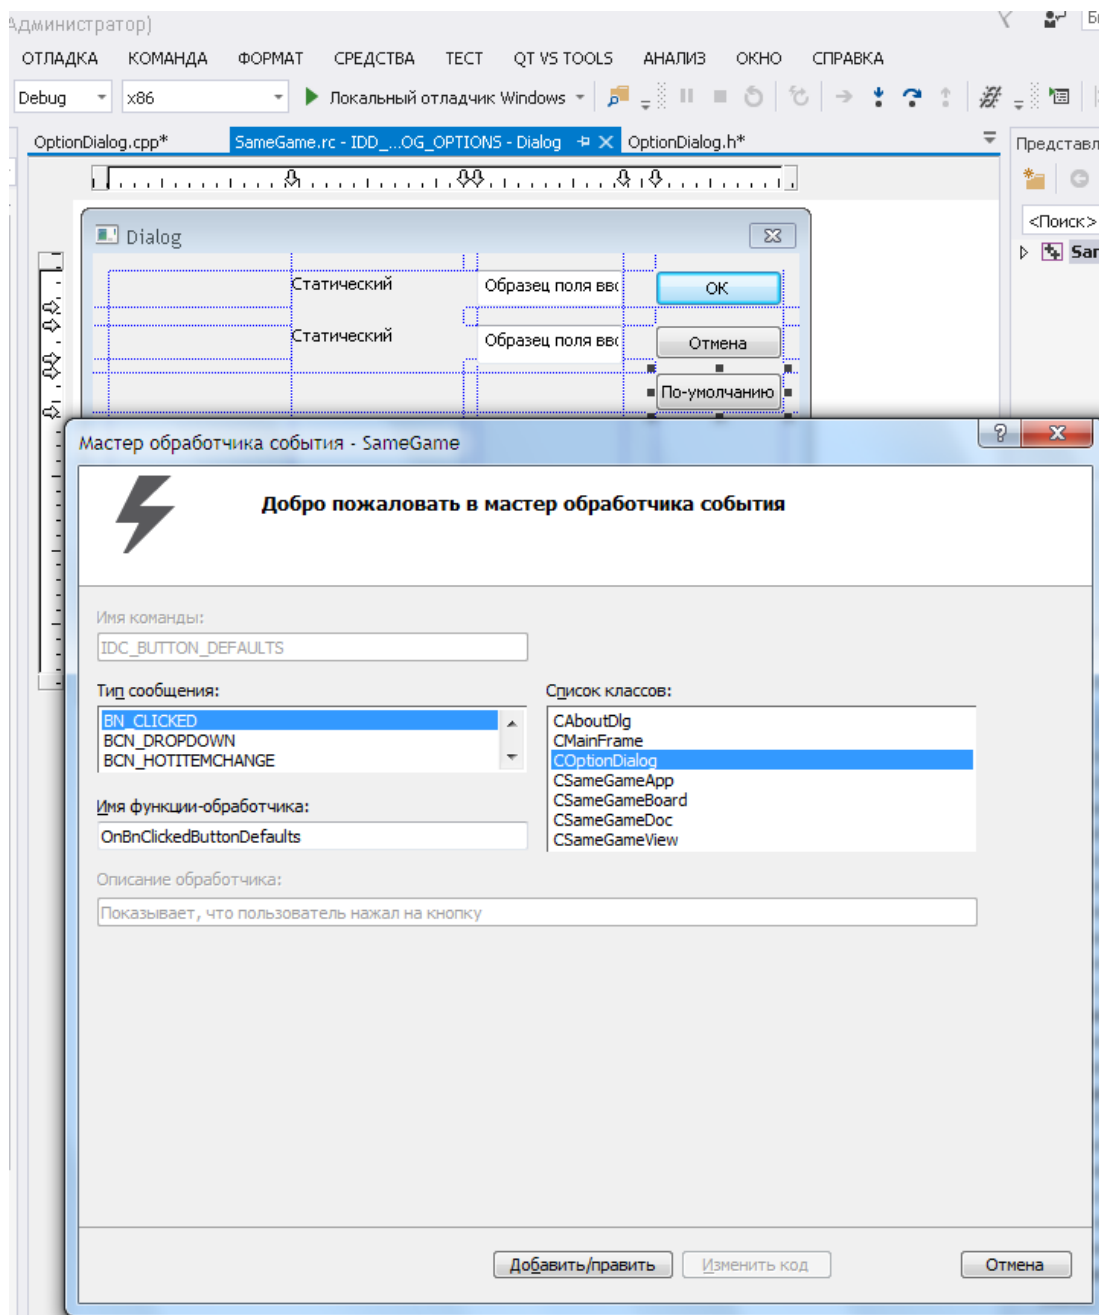 Администратор)
ОТЛАДКА КОМАНДА ФОРМАТ СРЕДСТВА ТЕСТ QT VS TOOLS АНАЛИЗ ОКНО СПРАВКА
Debug x86 Локальный отладчик Windows
OptionDialog.cpp* SameGame.rc - IDD_...OG_OPTIONS - Dialog OptionDialog.h*
Представл
<Поиск>
Dialog
Статический Образец поля вво OK
Статический Образец поля вво Отмена
По-умолчанию
Мастер обработчика события - SameGame
Добро пожаловать в мастер обработчика события
Имя команды:
IDC_BUTTON_DEFAULTS
Тип сообщения:
BN_CLICKED
BCN_DROPDOWN
BCN_HOTITEMCHANGE
Список классов:
CAboutDlg
CMainFrame
COptionDialog
CSameGameApp
CSameGameBoard
CSameGameDoc
CSameGameView
Имя функции-обработчика:
OnBnClickedButtonDefaults
Описание обработчика:
Показывает, что пользователь нажал на кнопку
Добавить/править Изменить код Отмена